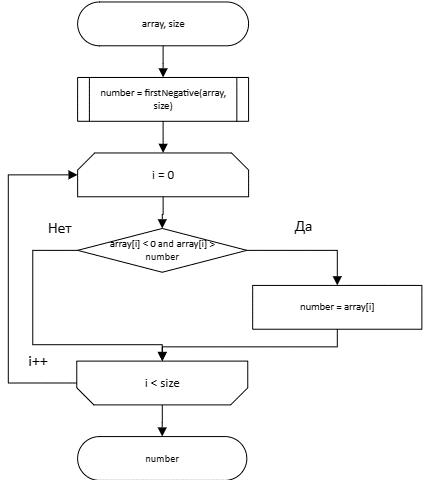 array, size
number = firstNegative(array,
size)
i = 0
Нет
Да
array[i] < 0 and array[i] >
number
number = array[i]
i++
i < size
number